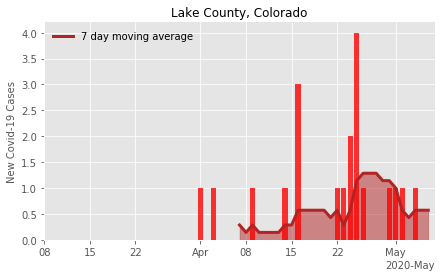 Lake County, Colorado
7 day moving average
New Covid-19 Cases
4.0
3.5
3.0
2.5
2.0
1.5
1.0
0.5
0.0
08 15 22 Apr 08 15 22 May
2020-May